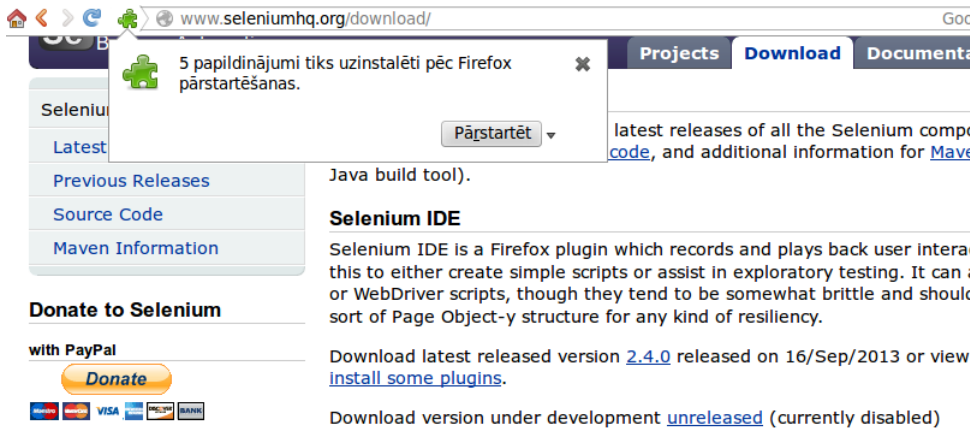 www.seleniumhq.org/download/
Goo
Projects Download Documenta
5 papildinājumi tiks uzinstalēti pēc Firefox
pārstartēšanas.
Pārstartēt
Seleniu
Latest
Previous Releases
Source Code
Maven Information
Donate to Selenium
with PayPal
Donate
VISA
BANK
latest releases of all the Selenium compo
code, and additional information for Mave
Java build tool).
Selenium IDE
Selenium IDE is a Firefox plugin which records and plays back user intera
this to either create simple scripts or assist in exploratory testing. It can a
or WebDriver scripts, though they tend to be somewhat brittle and should
sort of Page Object-y structure for any kind of resiliency.
Download latest released version 2.4.0 released on 16/Sep/2013 or view
install some plugins.
Download version under development unreleased (currently disabled)